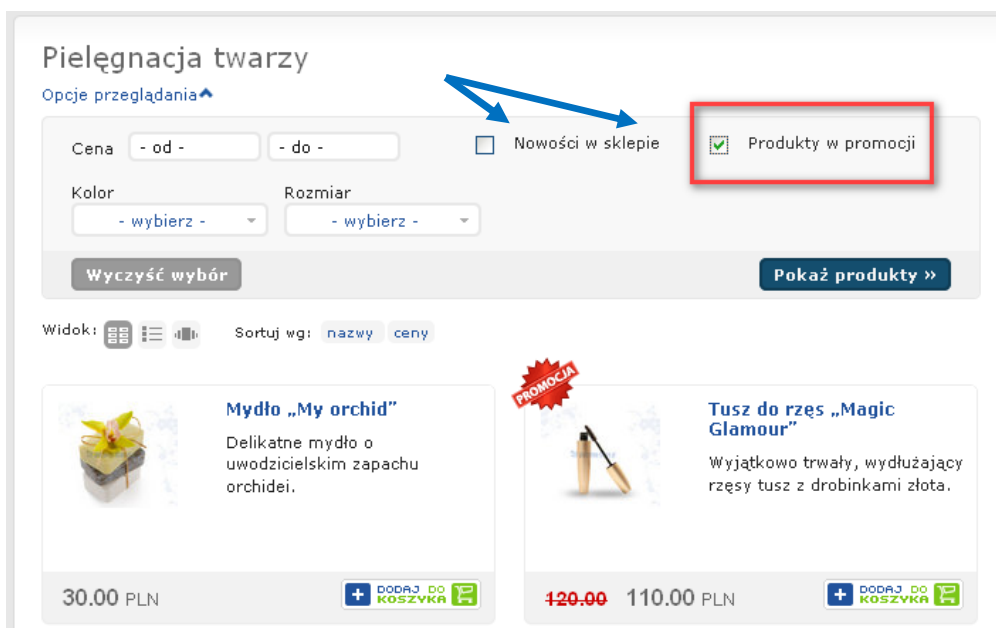 Pielęgnacja twarzy
Opcje przeglądania
Cena - od - - do - Nowości w sklepie Produkty w promocji
Kolor Rozmiar
- wybierz - - wybierz -
Wyczyść wybór Pokaż produkty »
Widok: Sortuj wg: nazwy ceny
Mydło „My orchid”
Delikatne mydło o
uwodzicielskim zapachu
orchidei.
30.00 PLN
DODAJ DO
KOSZYKA
PROMOCJA
Tusz do rzęs „Magic
Glamour”
Wyjątkowo trwały, wydłużający
rzęsy tusz z drobinkami złota.
120.00 110.00 PLN
DODAJ DO
KOSZYKA